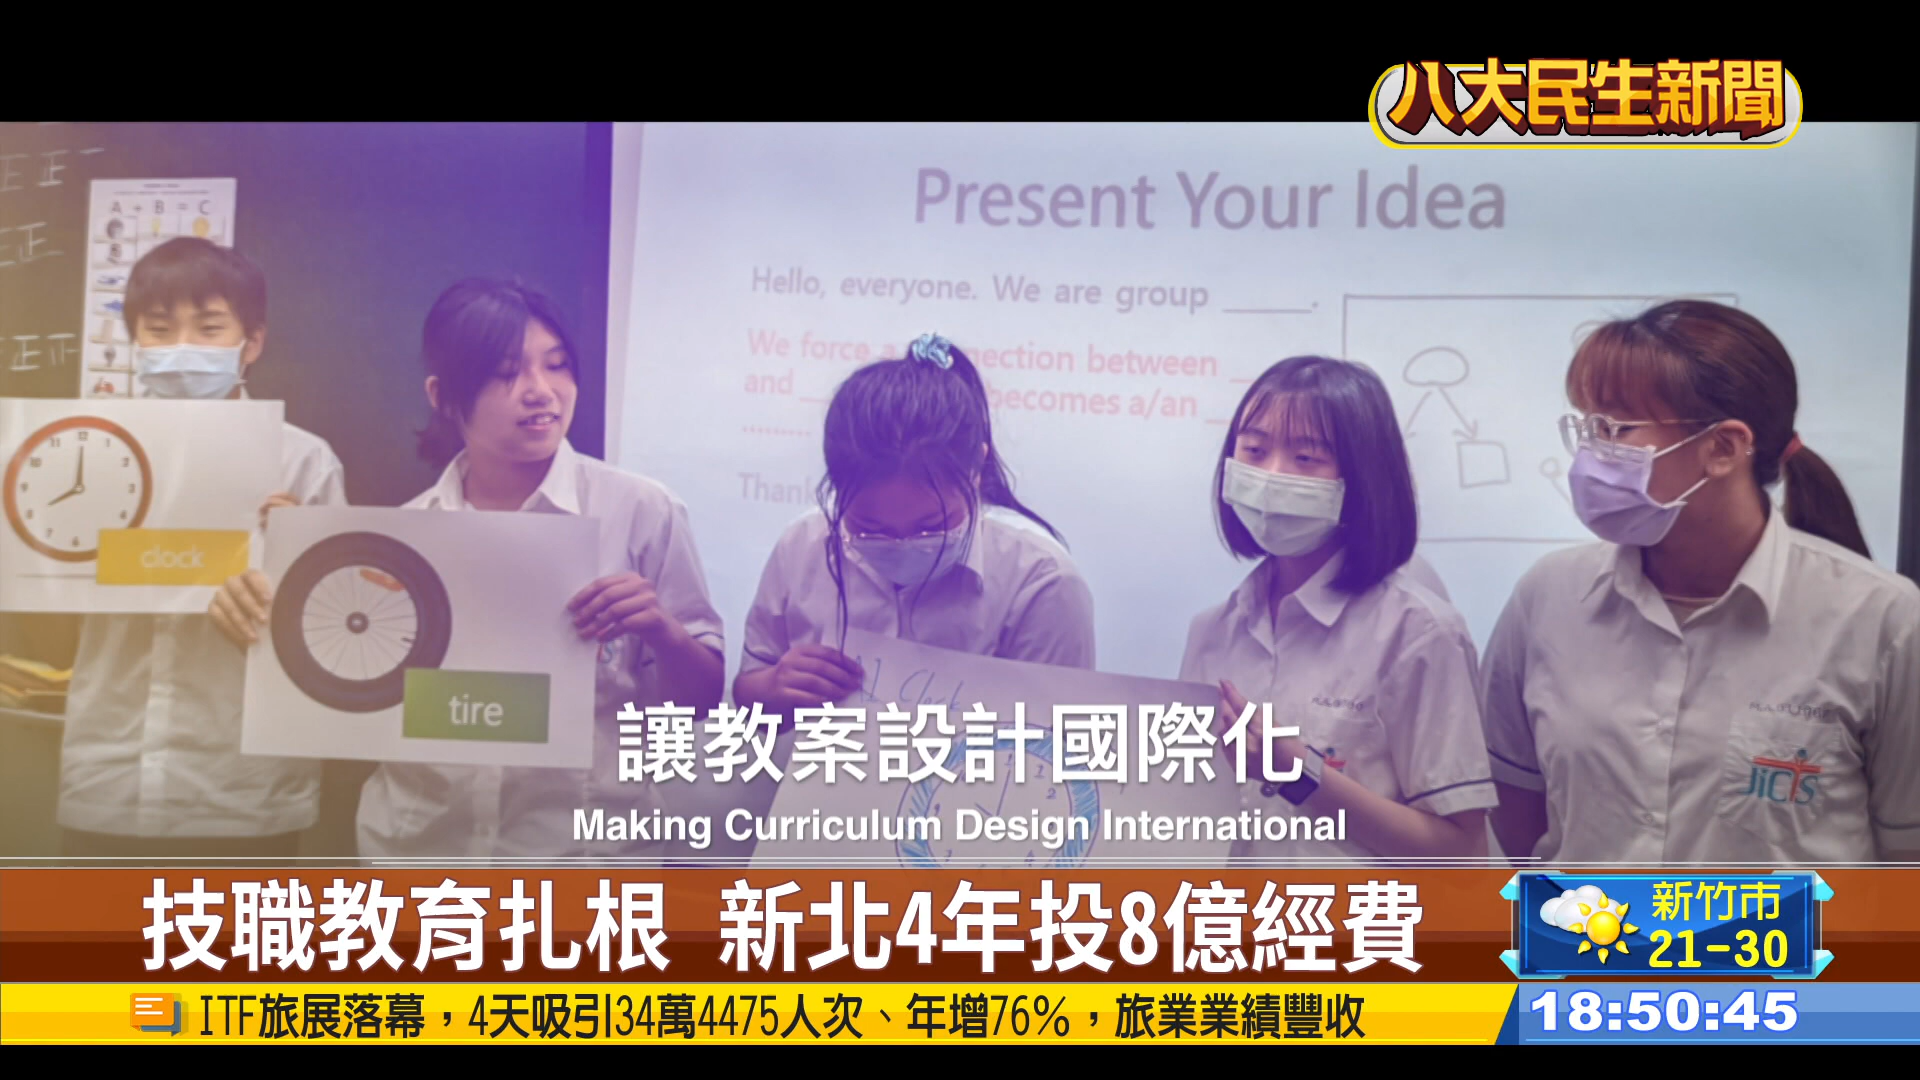 八大民生新聞
A + B = C
Present Your Idea
Hello, everyone. We are group ____.
We force a
nection between
and
becomes a/an
clock
tire
Clock
JiCTS
讓教案設計國際化
Making Curriculum Design International
技職教育扎根 新北4年投8億經費
新竹市
21-30
ITF旅展落幕，4天吸引34萬4475人次、年增76%，旅業業績豐收
18:50:45